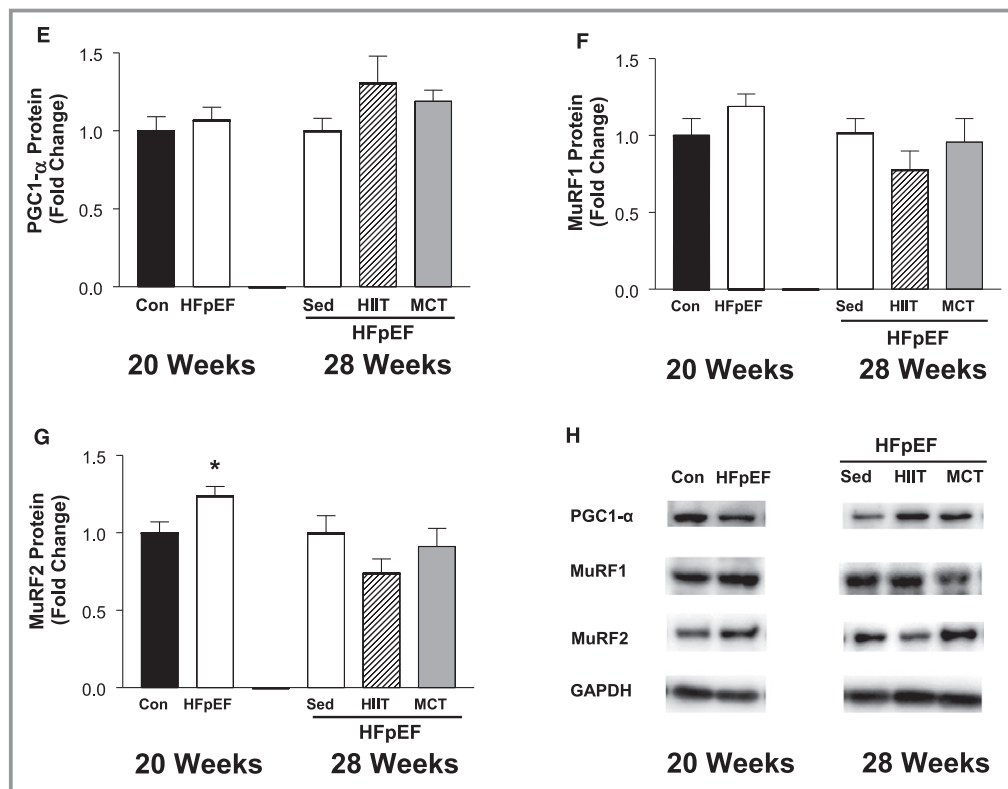 E
PGC1-α Protein
(Fold Change)
1.5
1.0
0.5
0.0
Con HFpEF Sed HIIT MCT
HFpEF
20 Weeks 28 Weeks
F
MuRF1 Protein
(Fold Change)
1.5
1.0
0.5
0.0
Con HFpEF Sed HIIT MCT
HFpEF
20 Weeks 28 Weeks
G
MuRF2 Protein
(Fold Change)
1.5
1.0
0.5
0.0
*
Con HFpEF Sed HIIT MCT
HFpEF
20 Weeks 28 Weeks
H
HFpEF
Con HFpEF Sed HIIT MCT
PGC1-α
MuRF1
MuRF2
GAPDH
20 Weeks 28 Weeks